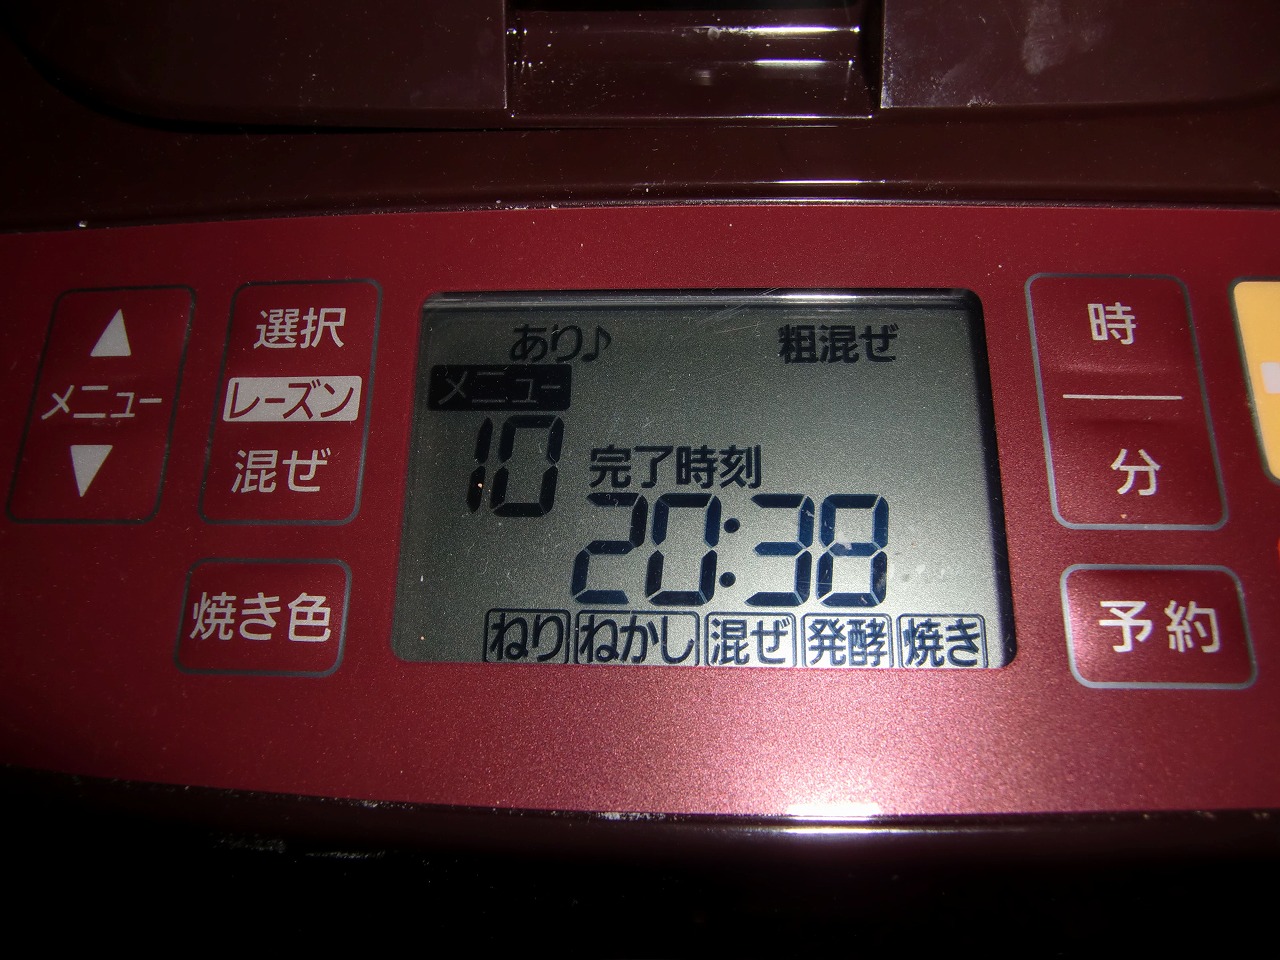 ▲
メニュー
▼
選択
レーズン
混ぜ
焼き色
あり♪ 粗混ぜ
メニュー
10
完了時刻
20:38
ねり ねかし 混ぜ 発酵 焼き
時
分
予約